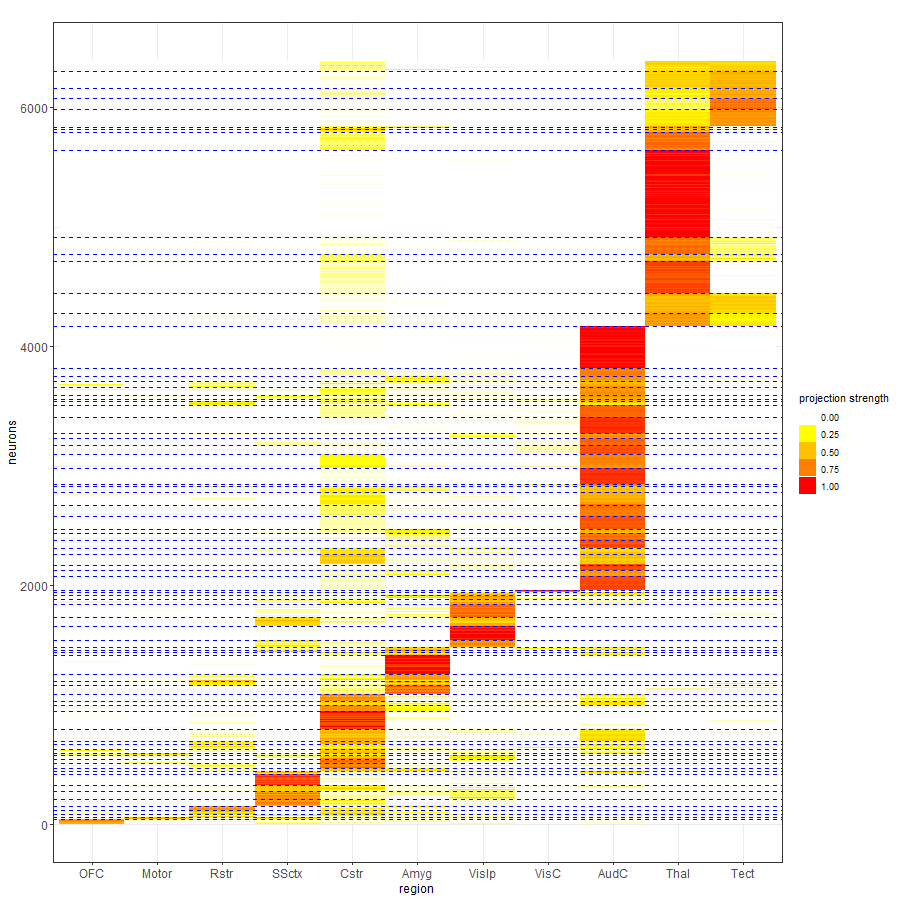 6000
4000
2000
0
neurons
OFC Motor Rstr SSctx Cstr Amyg VisIp VisC AudC Thal Tect
region
projection strength
0.00
0.25
0.50
0.75
1.00